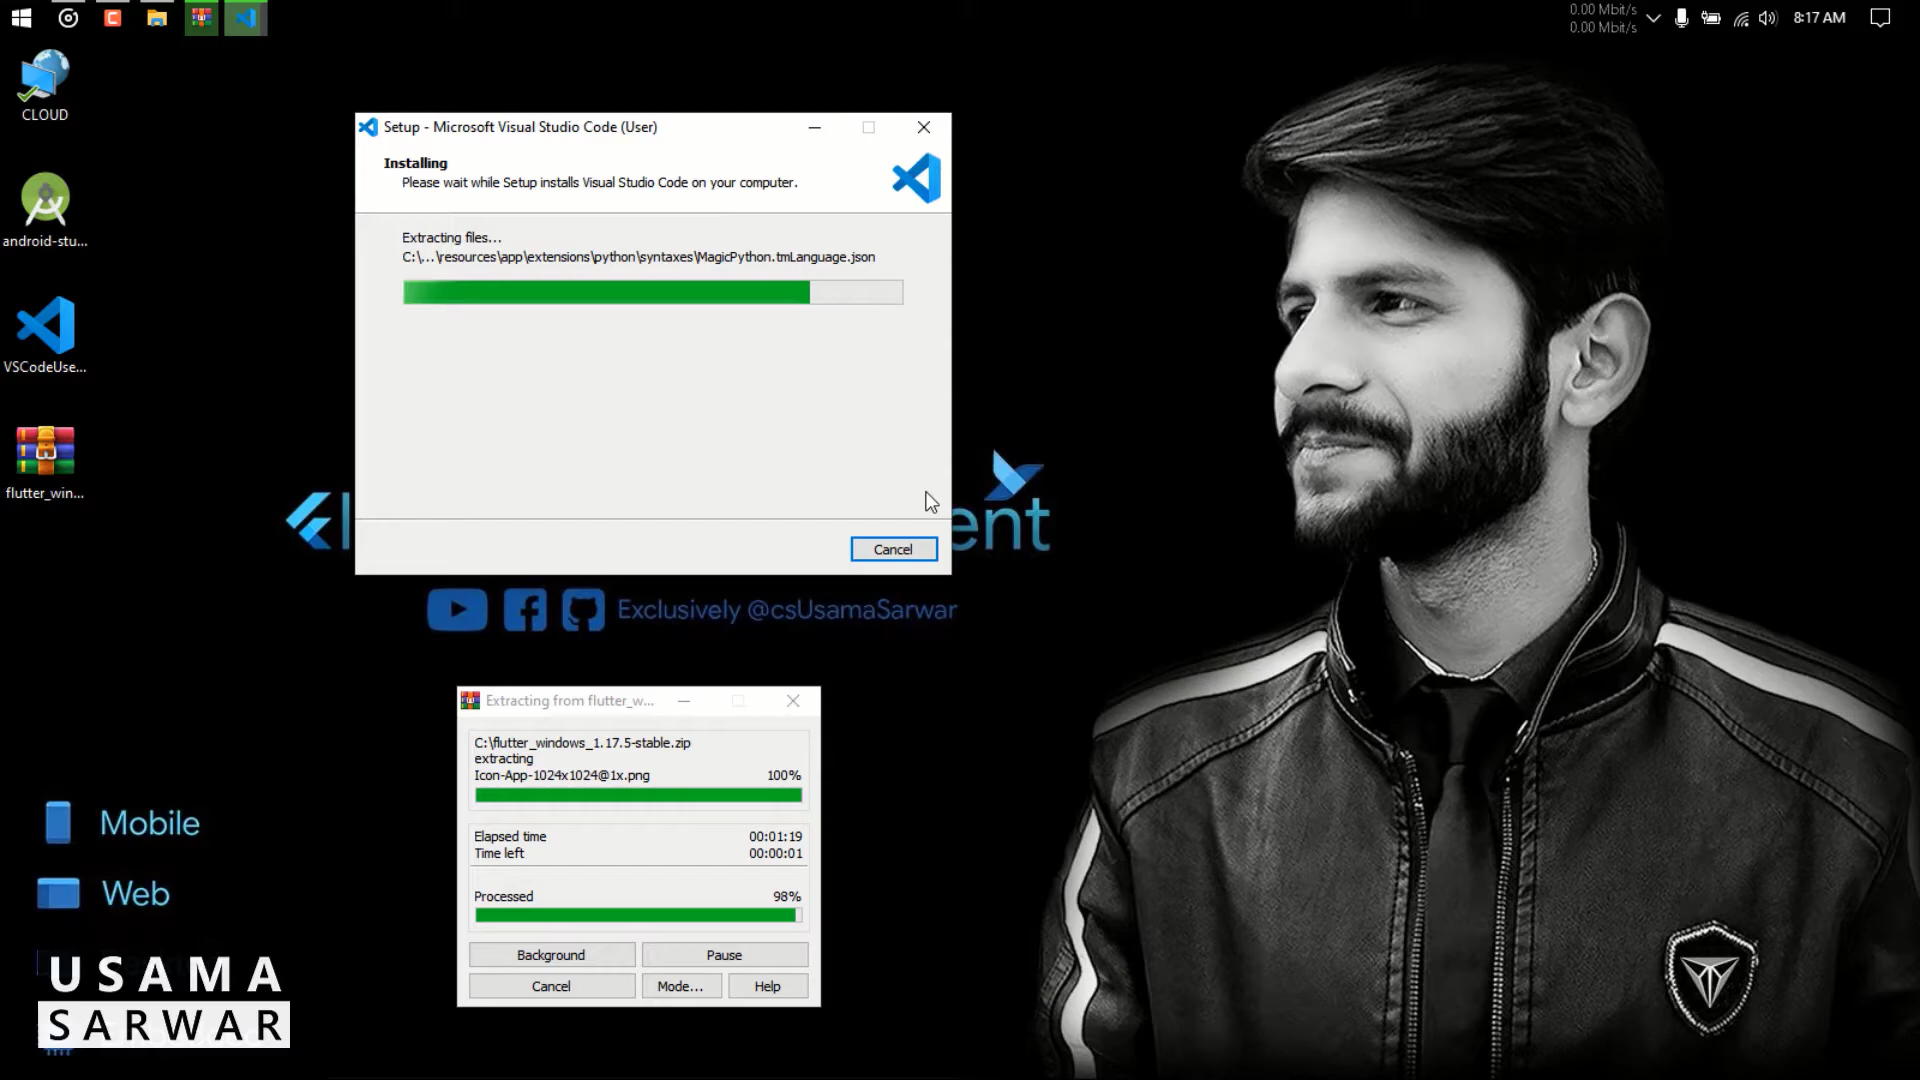 0.00 Mbit/s
0.00 Mbit/s
8:17 AM
CLOUD
android-stu...
VSCodeUse...
flutter_win...
Setup - Microsoft Visual Studio Code (User)
Installing
Please wait while Setup installs Visual Studio Code on your computer.
Extracting files...
C:\...\resources\app\extensions\python\syntaxes\MagicPython.tmLanguage.json
Cancel
ent
Exclusively @csUsamaSarwar
Extracting from flutter_w...
C:\flutter_windows_1.17.5-stable.zip
extracting
Icon-App-1024x1024@1x.png 100%
Elapsed time 00:01:19
Time left 00:00:01
Processed 98%
Background Pause
Cancel Mode... Help
Mobile
Web
USAMA
SARWAR